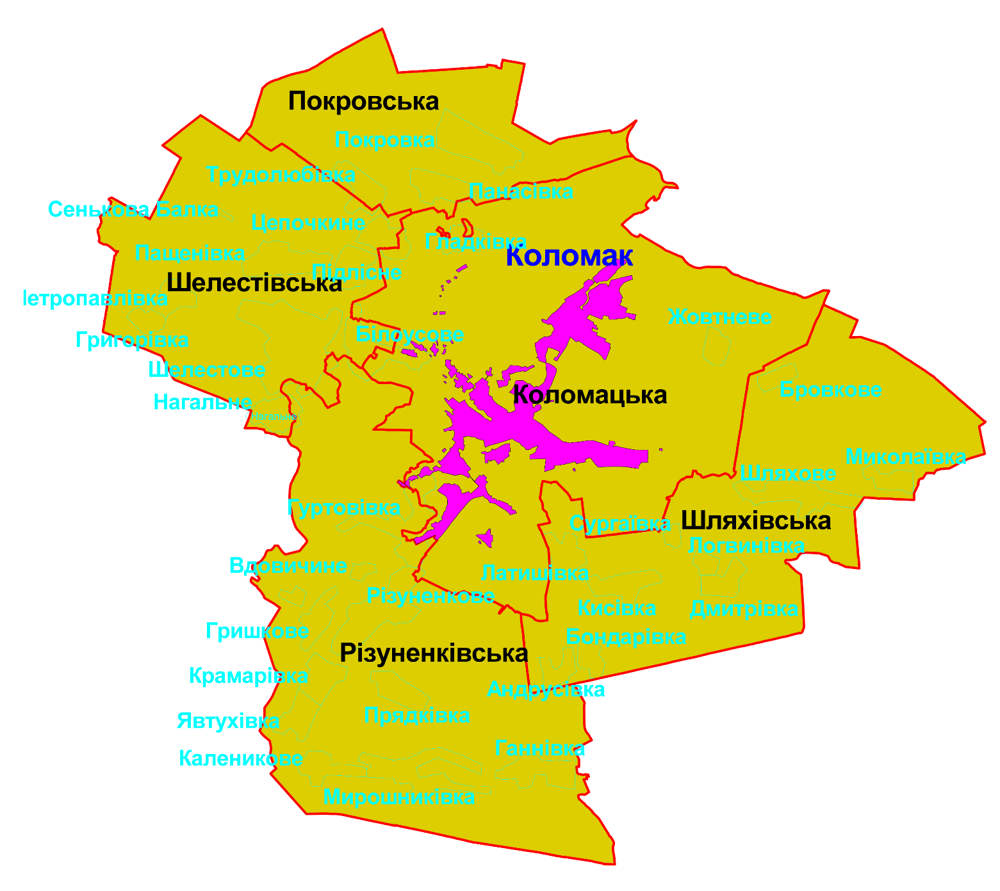 Покровська
Покровка
Трудолюбівка
Панасівка
Сенькова Балка
Цепочкине
Гладківка
Пащенівка
Коломак
Підлісне
Шелестівська
Петропавлівка
Жовтневе
Білоусове
Григорівка
Шелестове
Бровкове
Коломацька
Нагальне
Нагальне
Миколаївка
Шляхове
Гуртовівка
Сургаївка
Шляхівська
Логвинівка
Вдовичине
Латишівка
Різуненкове
Кисівка
Дмитрівка
Гришкове
Бондарівка
Різуненківська
Крамарівка
Андрусівка
Прядківка
Явтухівка
Ганнівка
Каленикове
Мирошниківка